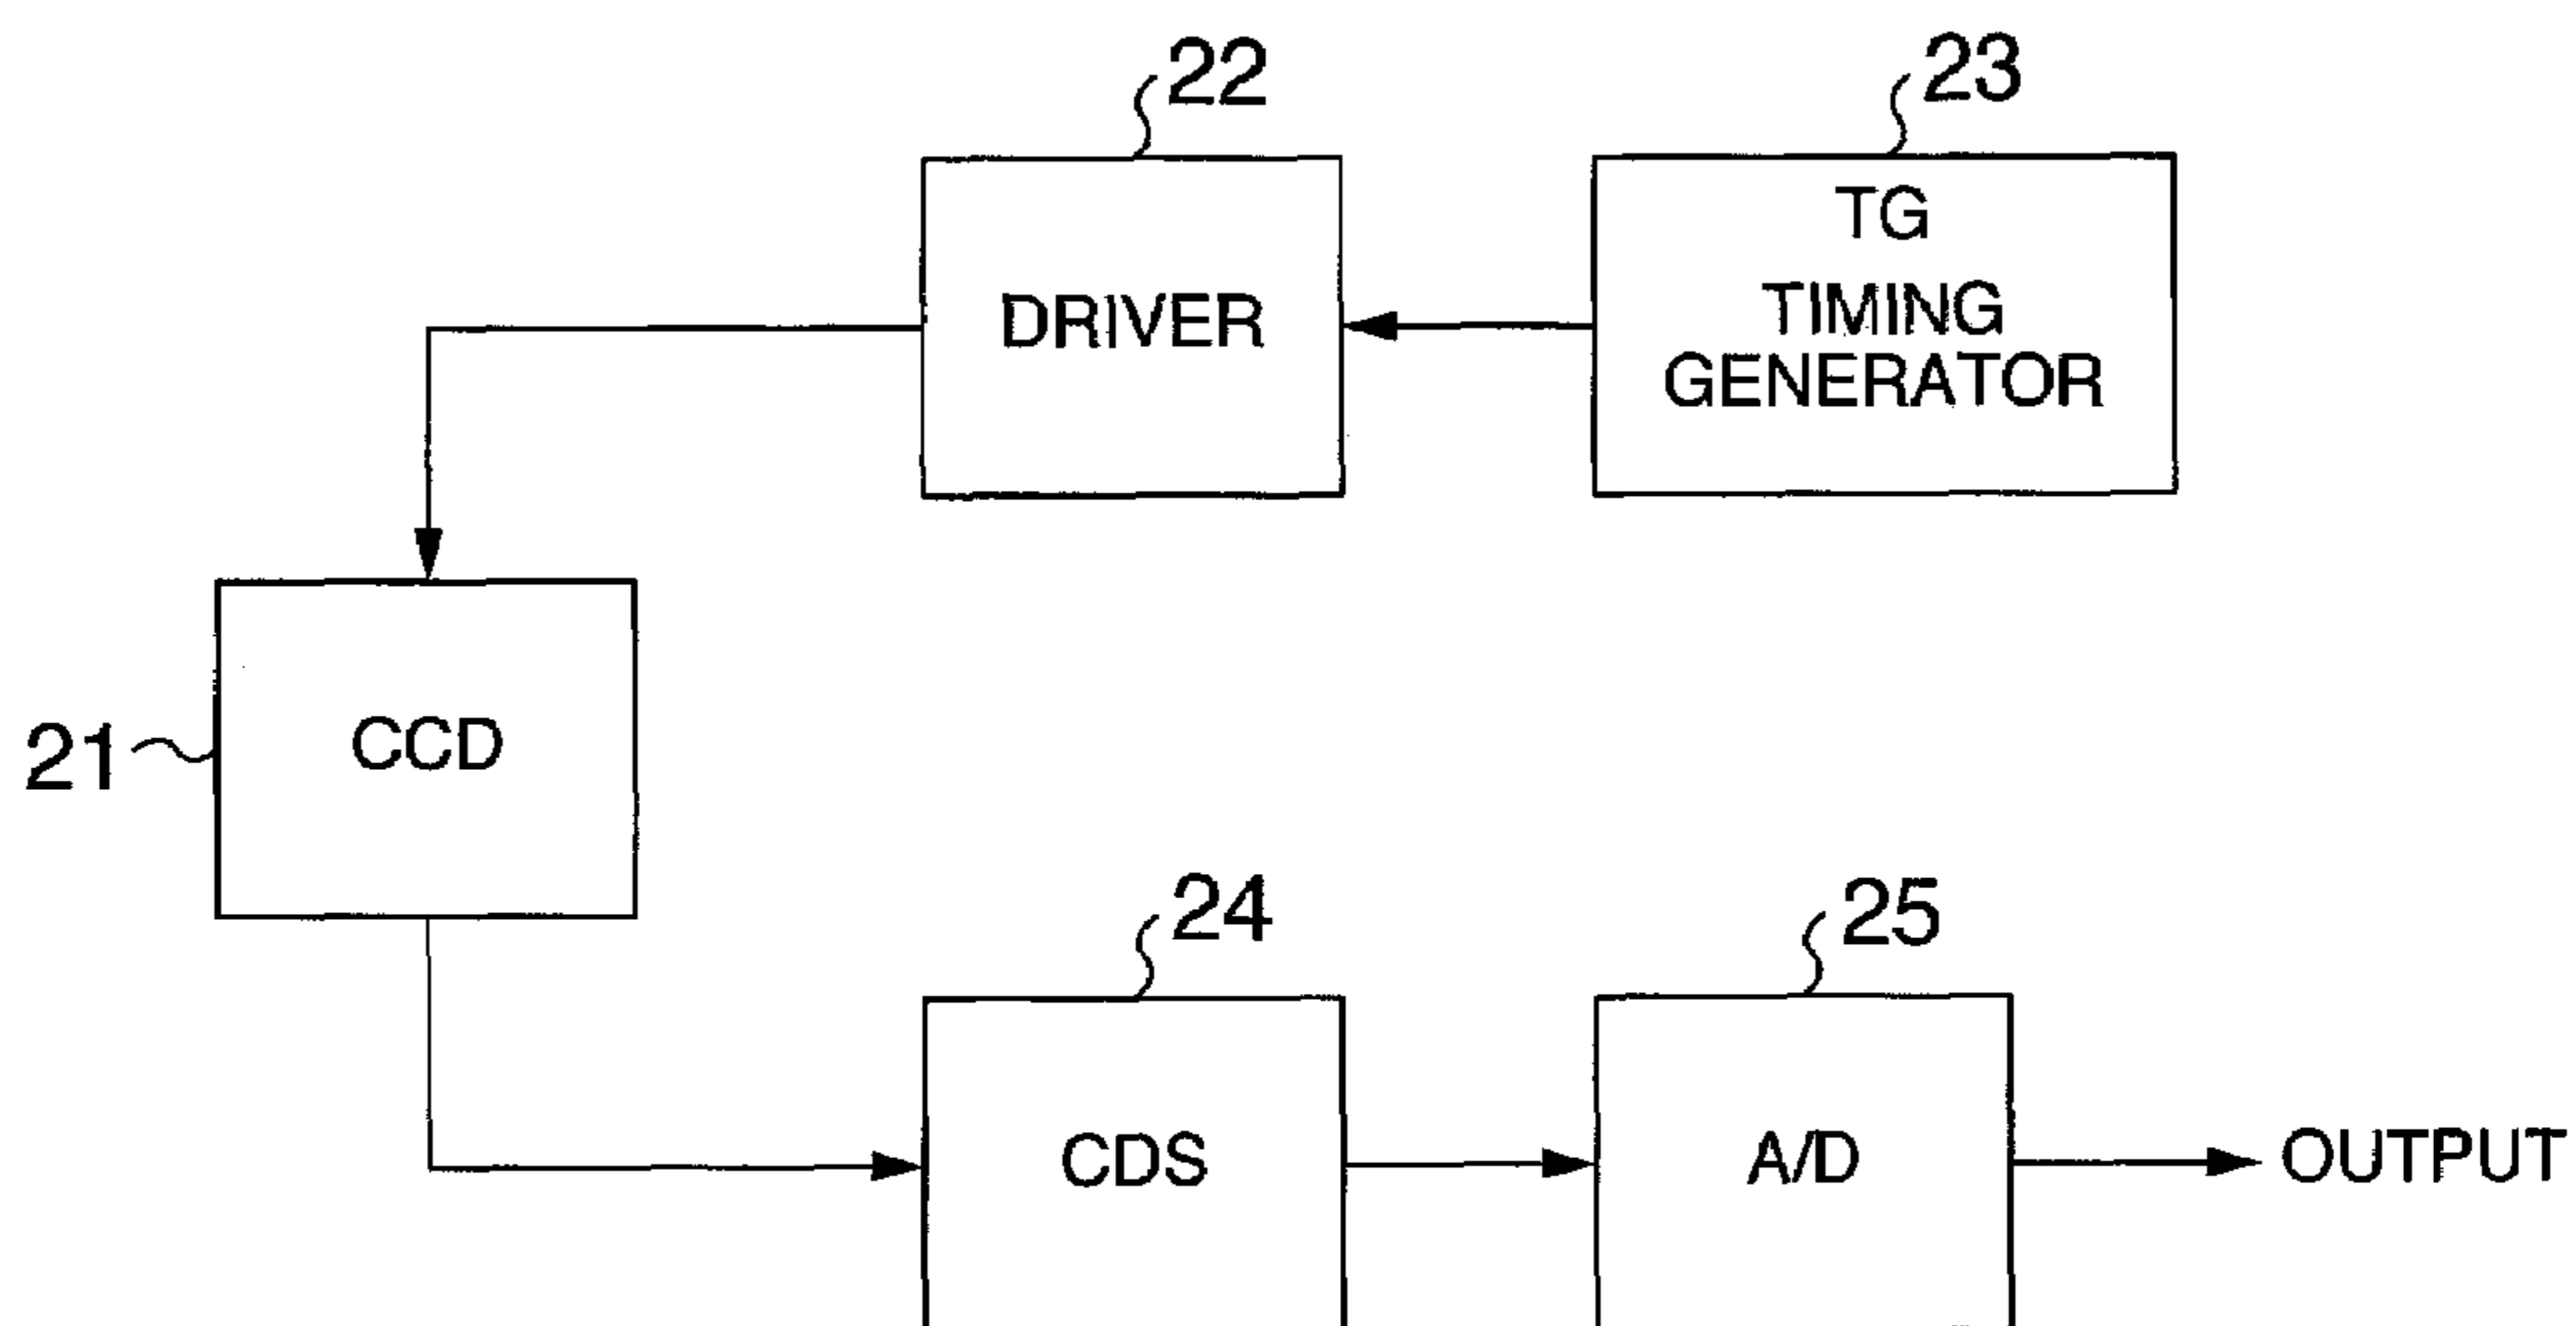 22
23
TG
TIMING
GENERATOR
DRIVER
CCD
21
24
25
CDS
A/D
OUTPUT